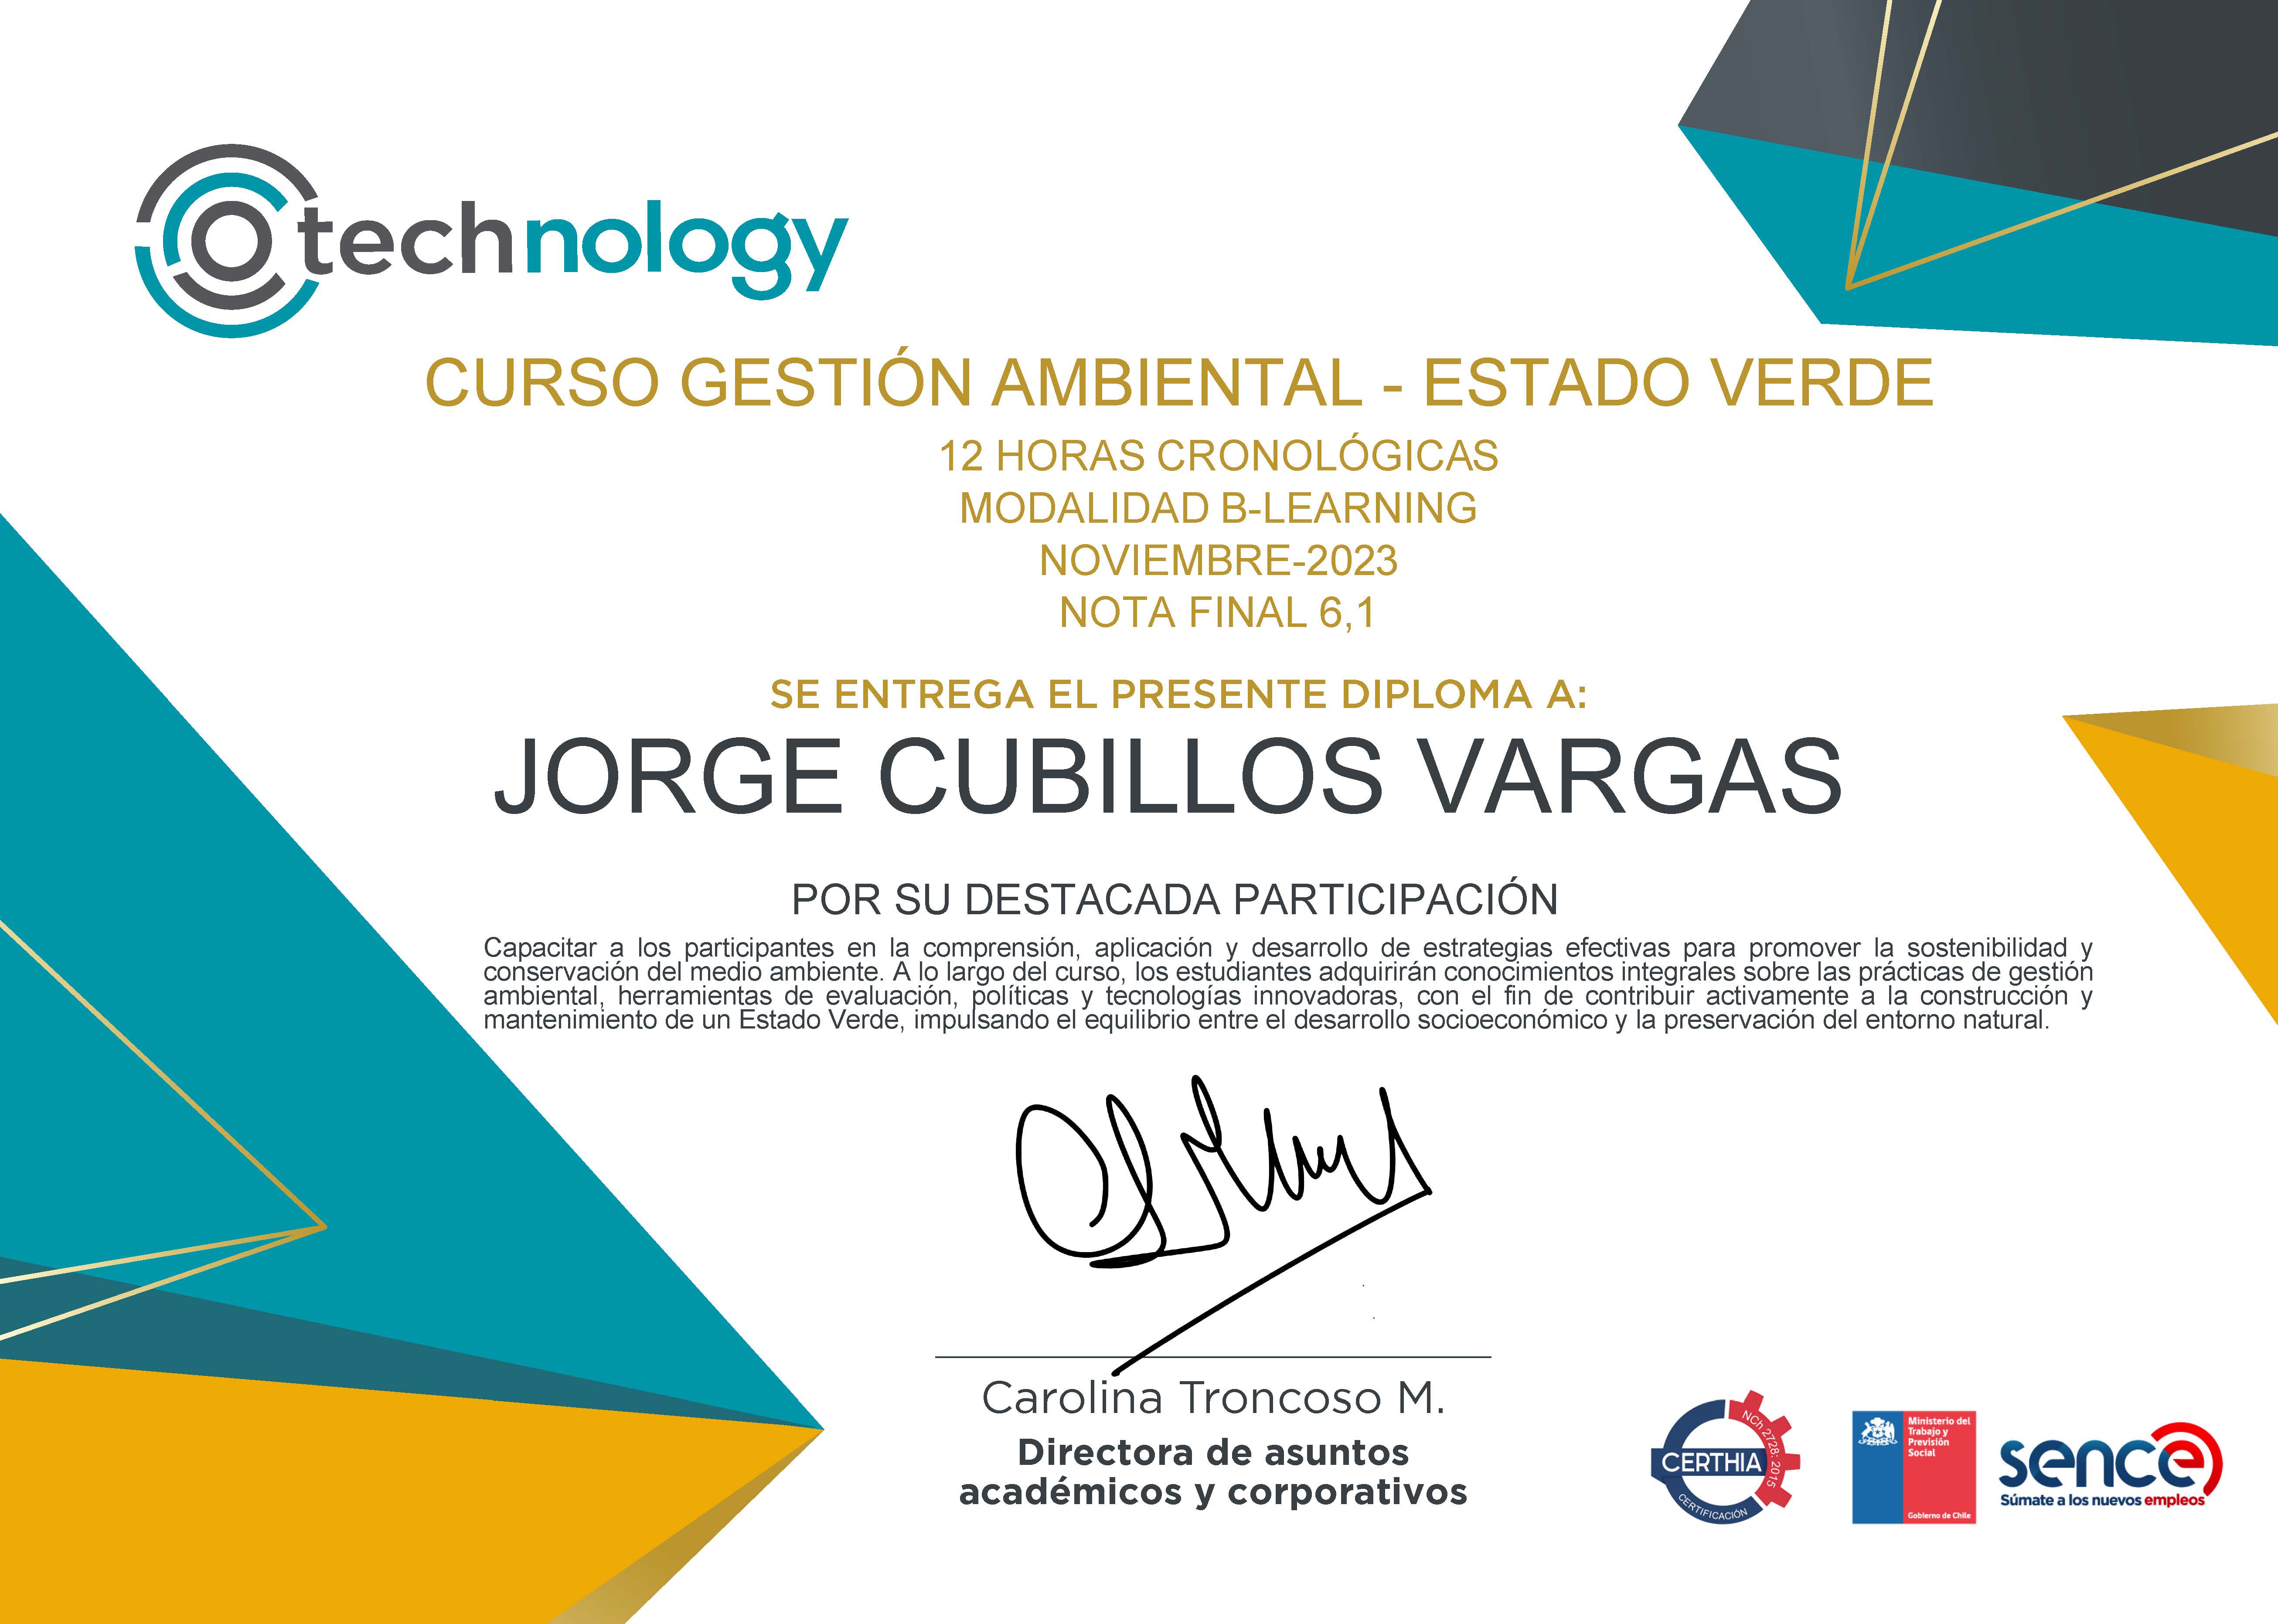 technology
CURSO GESTIÓN AMBIENTAL - ESTADO VERDE
12 HORAS CRONOLÓGICAS
MODALIDAD B-LEARNING
NOVIEMBRE-2023
NOTA FINAL 6,1
SE ENTREGA EL PRESENTE DIPLOMA A:
JORGE CUBILLOS VARGAS
POR SU DESTACADA PARTICIPACIÓN
Capacitar a los participantes en la comprensión, aplicación y desarrollo de estrategias efectivas para promover la sostenibilidad y
conservación del medio ambiente. A lo largo del curso, los estudiantes adquirirán conocimientos integrales sobre las prácticas de gestión
ambiental, herramientas de evaluación, políticas y tecnologías innovadoras, con el fin de contribuir activamente a la construcción y
mantenimiento de un Estado Verde, impulsando el equilibrio entre el desarrollo socioeconómico y la preservación del entorno natural.
Carolina Troncoso M.
Directora de asuntos
académicos y corporativos
NCh 2728: 2015
CERTHIA
CERTIFICACIÓN
Ministerio del
Trabajo y
Previsión
Social
Gobierno de Chile
sence
Súmate a los nuevos empleos